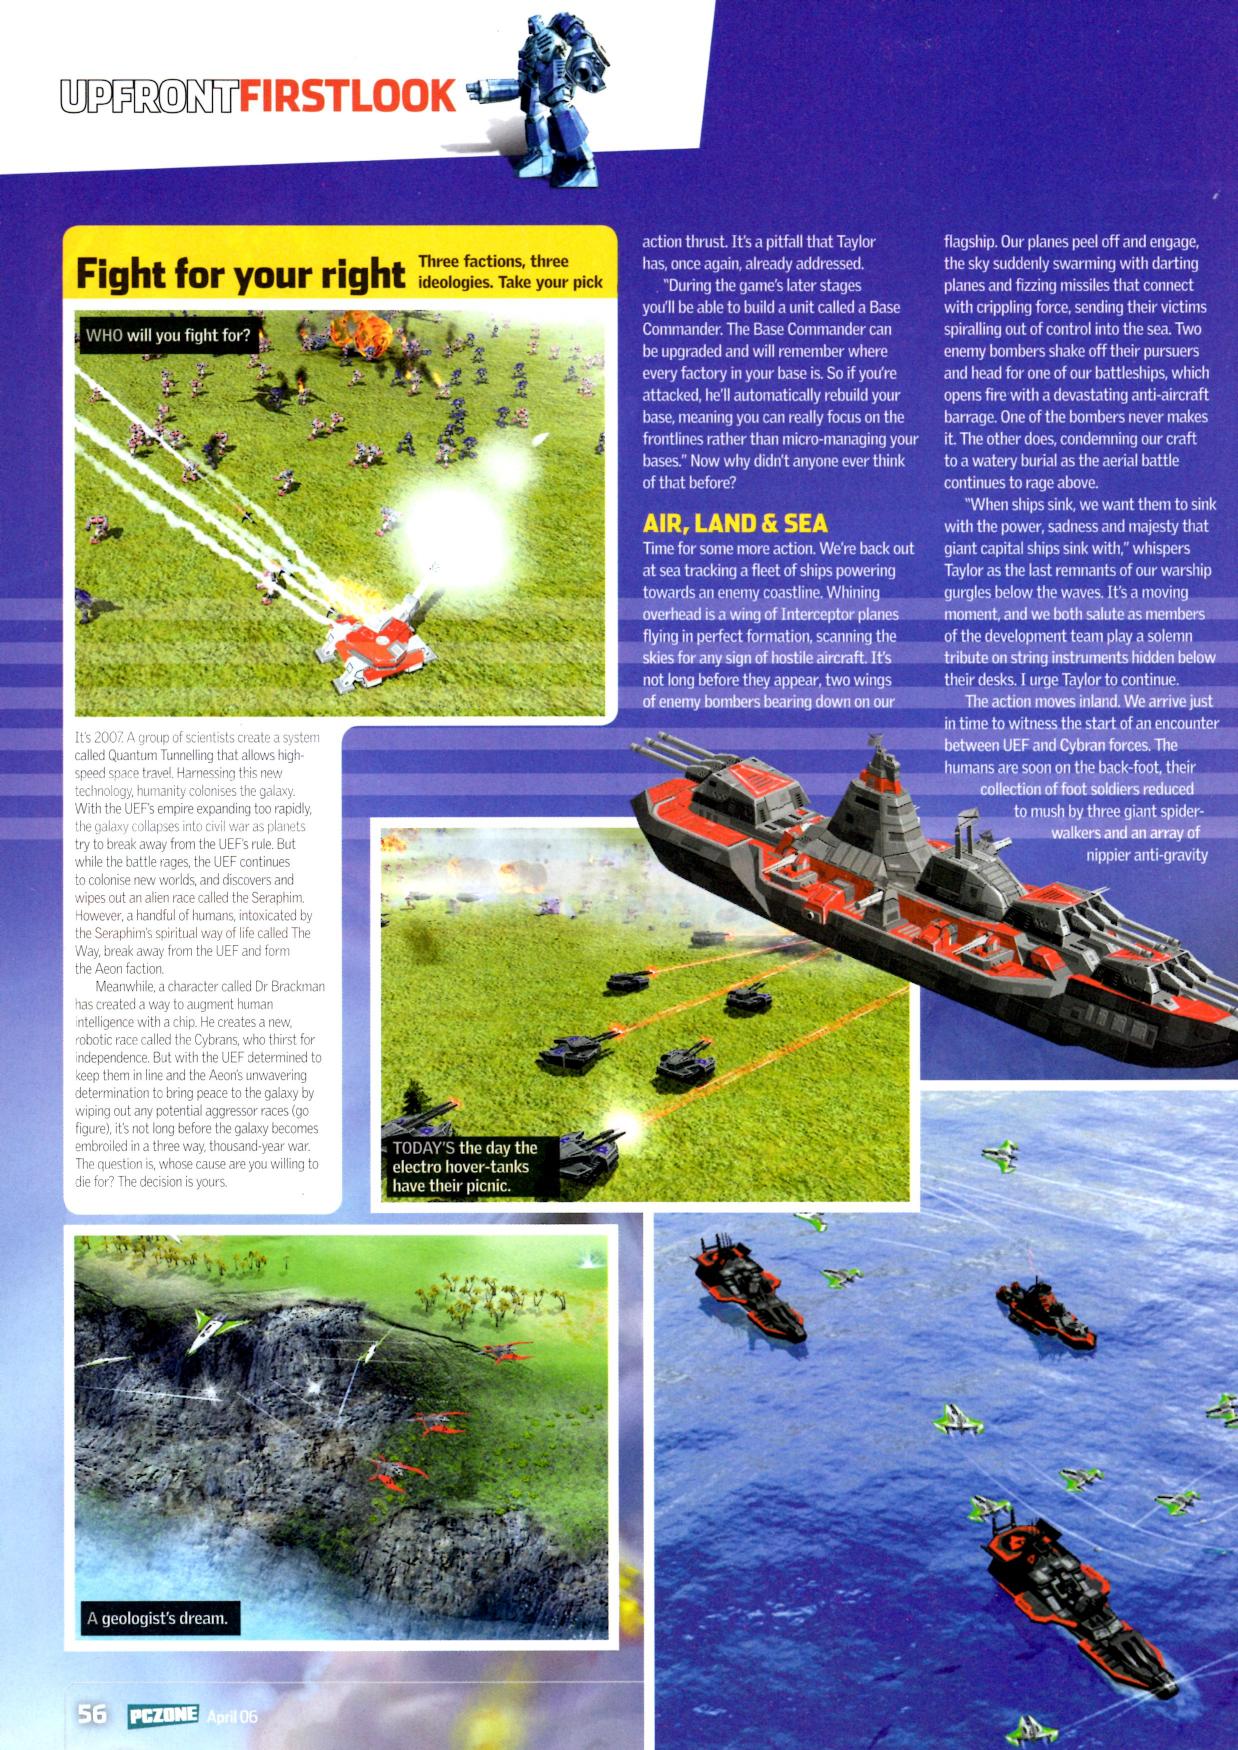 UPFRONTFIRSTLOOK
Fight for your right
Three factions, three
ideologies. Take your pick
WHO will you fight for?
It's 2007. A group of scientists create a system
called Quantum Tunnelling that allows high-
speed space travel. Harnessing this new
technology, humanity colonises the galaxy.
With the UEF's empire expanding too rapidly,
the galaxy collapses into civil war as planets
try to break away from the UEF's rule. But
while the battle rages, the UEF continues
to colonise new worlds, and discovers and
wipes out an alien race called the Seraphim.
However, a handful of humans, intoxicated by
the Seraphim's spiritual way of life called The
Way, break away from the UEF and form
the Aeon faction.
Meanwhile, a character called Dr Brackman
has created a way to augment human
intelligence with a chip. He creates a new,
robotic race called the Cybrans, who thirst for
independence. But with the UEF determined to
keep them in line and the Aeon's unwavering
determination to bring peace to the galaxy by
wiping out any potential aggressor races (go
figure), it's not long before the galaxy becomes
embroiled in a three way, thousand-year war.
The question is, whose cause are you willing to
die for? The decision is yours.
TODAY'S the day the
electro hover-tanks
have their picnic.
A geologist's dream.
action thrust. It's a pitfall that Taylor
has, once again, already addressed.
"During the game's later stages
you'll be able to build a unit called a Base
Commander. The Base Commander can
be upgraded and will remember where
every factory in your base is. So if you're
attacked, he'll automatically rebuild your
base, meaning you can really focus on the
frontlines rather than micro-managing your
bases." Now why didn't anyone ever think
of that before?
AIR, LAND & SEA
Time for some more action. We're back out
at sea tracking a fleet of ships powering
towards an enemy coastline. Whining
overhead is a wing of Interceptor planes
flying in perfect formation, scanning the
skies for any sign of hostile aircraft. It's
not long before they appear, two wings
of enemy bombers bearing down on our
flagship. Our planes peel off and engage,
the sky suddenly swarming with darting
planes and fizzing missiles that connect
with crippling force, sending their victims
spiralling out of control into the sea. Two
enemy bombers shake off their pursuers
and head for one of our battleships, which
opens fire with a devastating anti-aircraft
barrage. One of the bombers never makes
it. The other does, condemning our craft
to a watery burial as the aerial battle
continues to rage above.
"When ships sink, we want them to sink
with the power, sadness and majesty that
giant capital ships sink with," whispers
Taylor as the last remnants of our warship
gurgles below the waves. It's a moving
moment, and we both salute as members
of the development team play a solemn
tribute on string instruments hidden below
their desks. I urge Taylor to continue.
The action moves inland. We arrive just
in time to witness the start of an encounter
between UEF and Cybran forces. The
humans are soon on the back-foot, their
collection of foot soldiers reduced
to mush by three giant spider-
walkers and an array of
nippier anti-gravity
56 PCZONE April 06